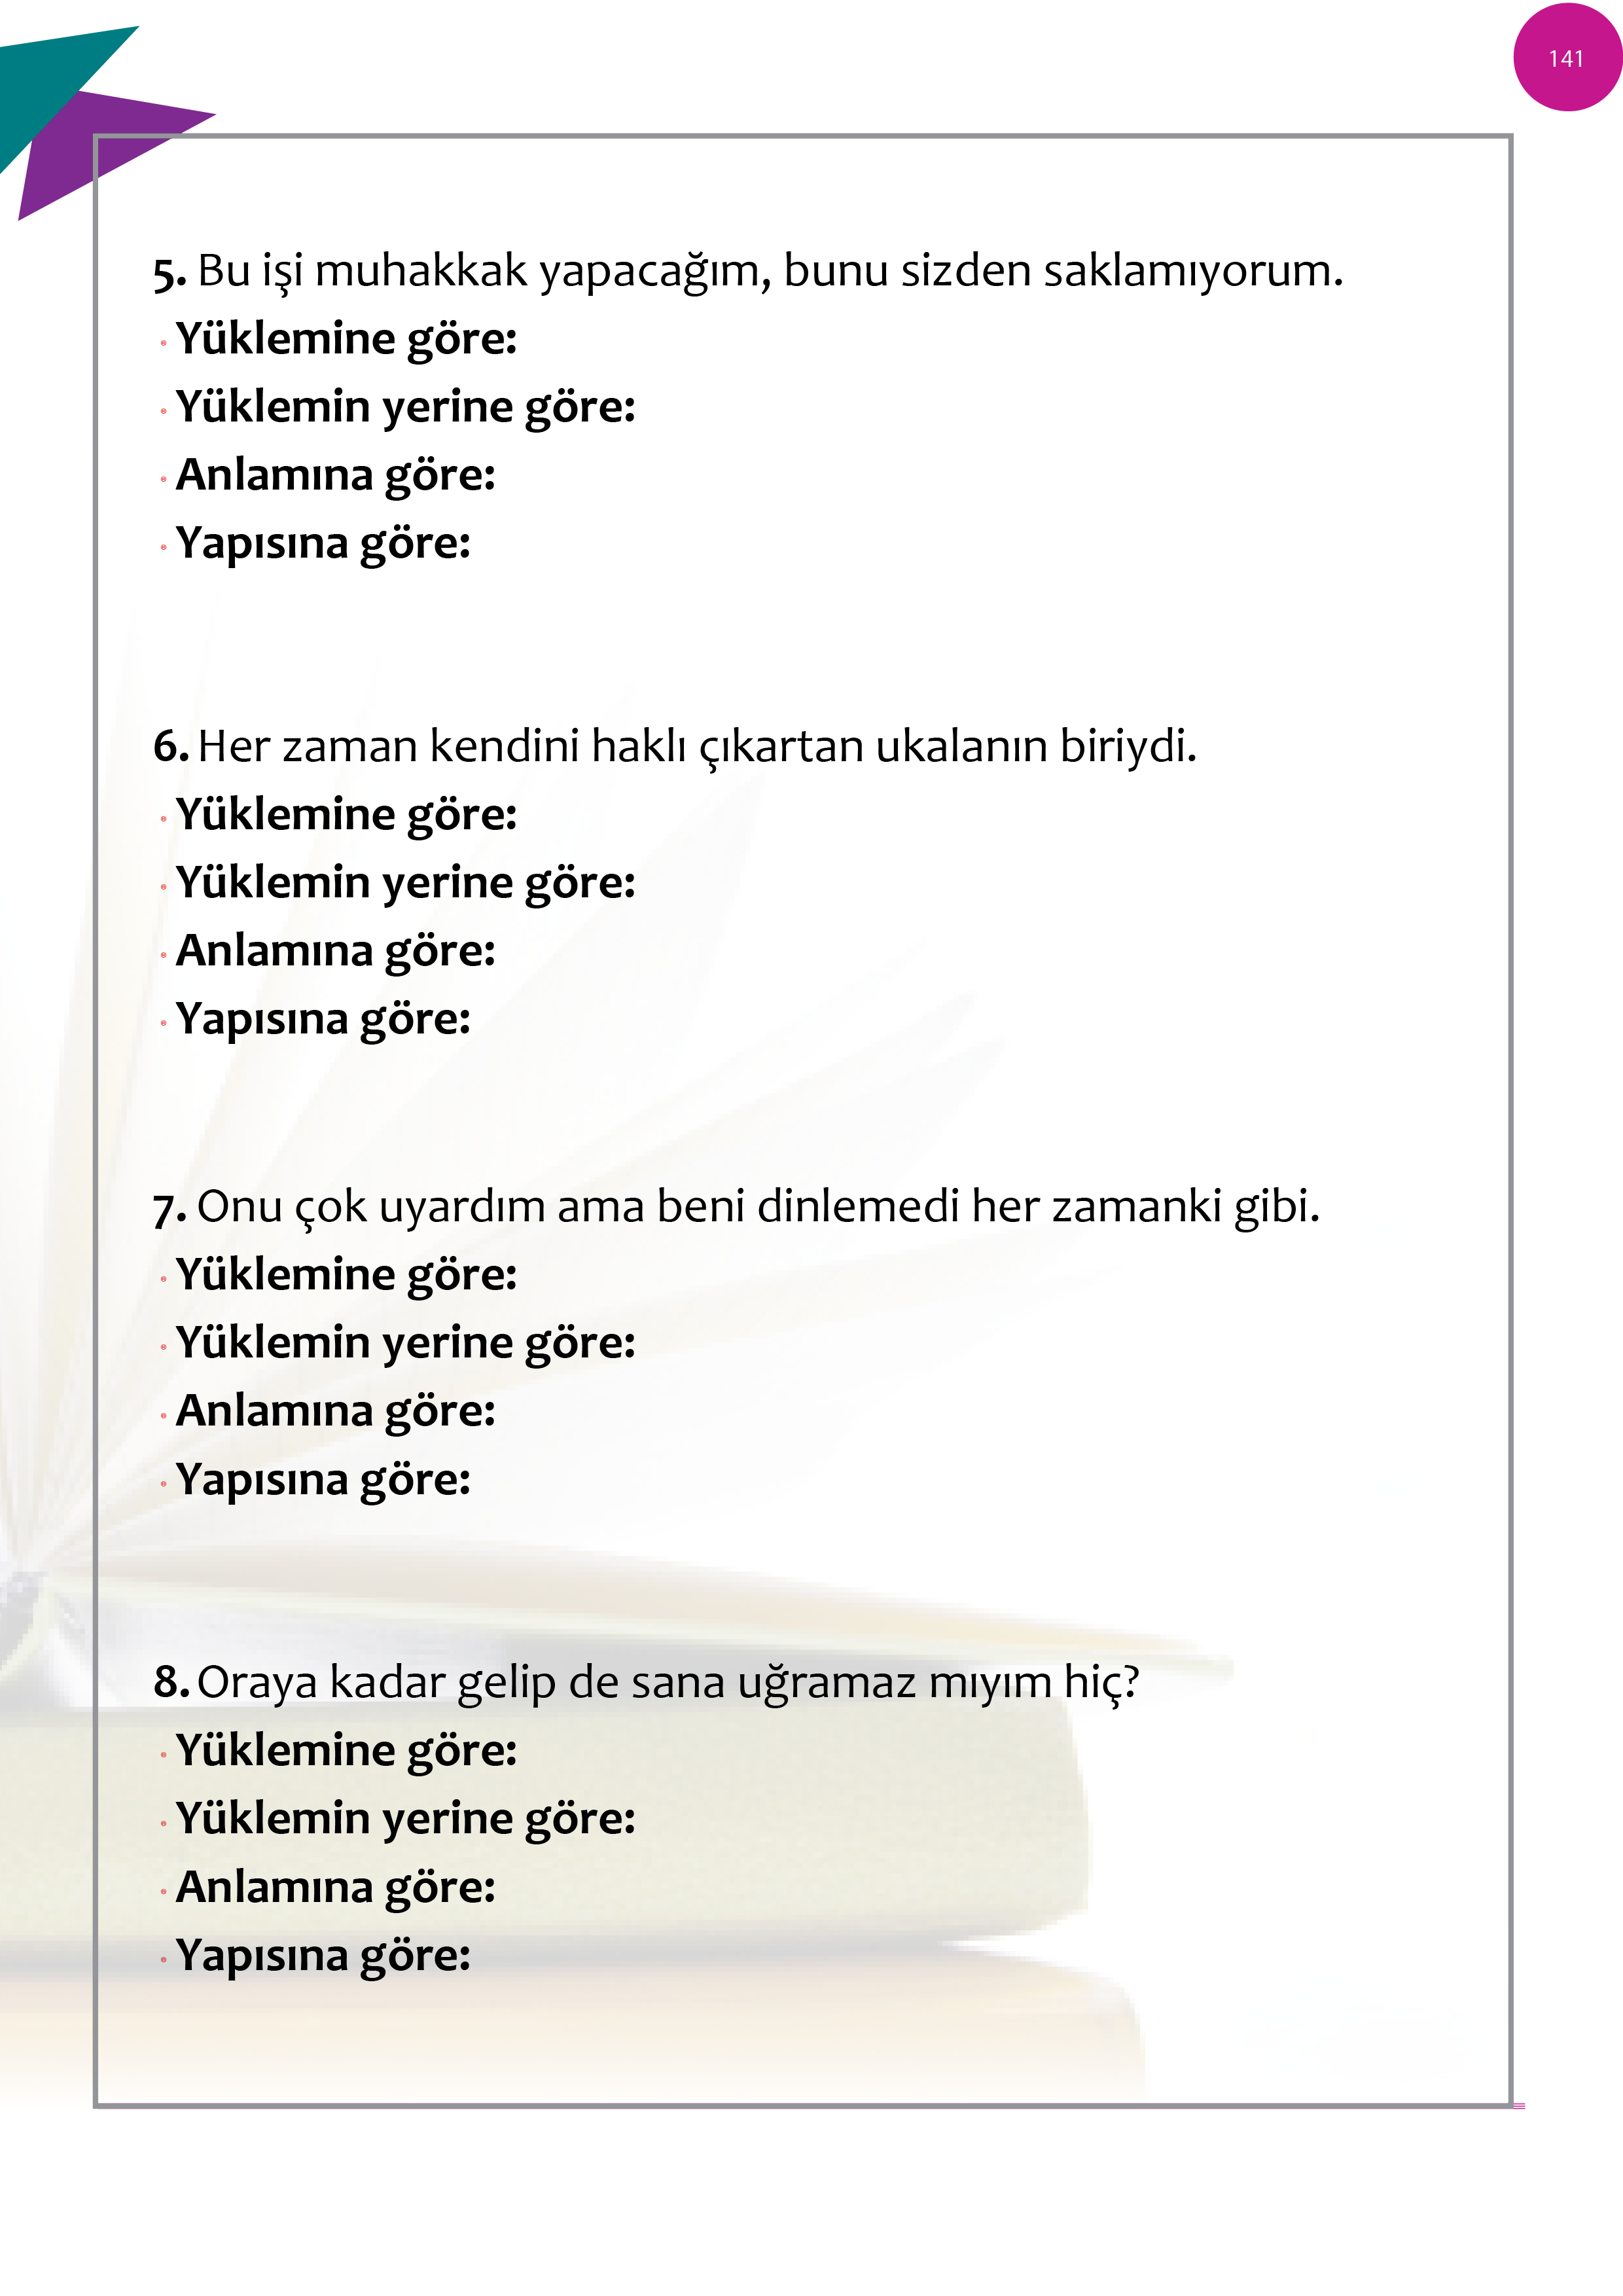 141
5. Bu işi muhakkak yapacağım, bunu sizden saklamıyorum.
Yüklemine göre:
Yüklemin yerine göre:
Anlamına göre:
Yapısına göre:
6. Her zaman kendini haklı çıkartan ukalanın biriydi.
Yüklemine göre:
Yüklemin yerine göre:
Anlamına göre:
Yapısına göre:
7. Onu çok uyardım ama beni dinlemedi her zamanki gibi.
Yüklemine göre:
Yüklemin yerine göre:
Anlamına göre:
Yapısına göre:
8. Oraya kadar gelip de sana uğramaz mıyım hiç?
Yüklemine göre:
Yüklemin yerine göre:
Anlamına göre:
Yapısına göre: